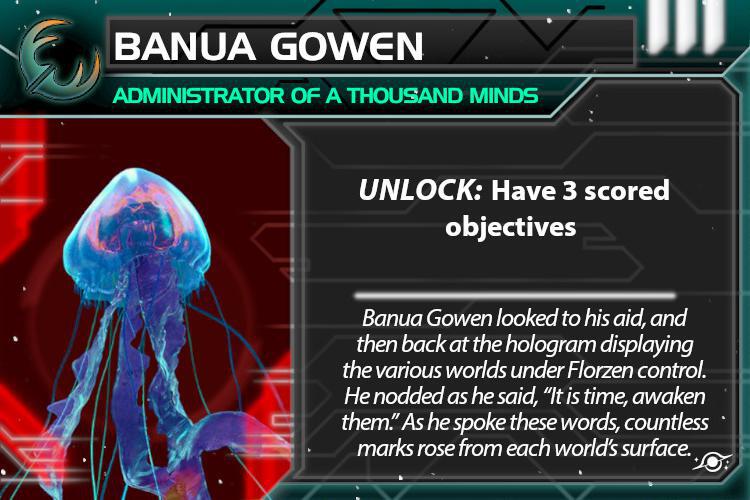 BANUA GOWEN
ADMINISTRATOR OF A THOUSAND MINDS
UNLOCK: Have 3 scored
objectives
Banua Gowen looked to his aid, and
then back at the hologram displaying
the various worlds under Florzen control.
He nodded as he said, “It is time, awaken
them.” As he spoke these words, countless
marks rose from each world’s surface.